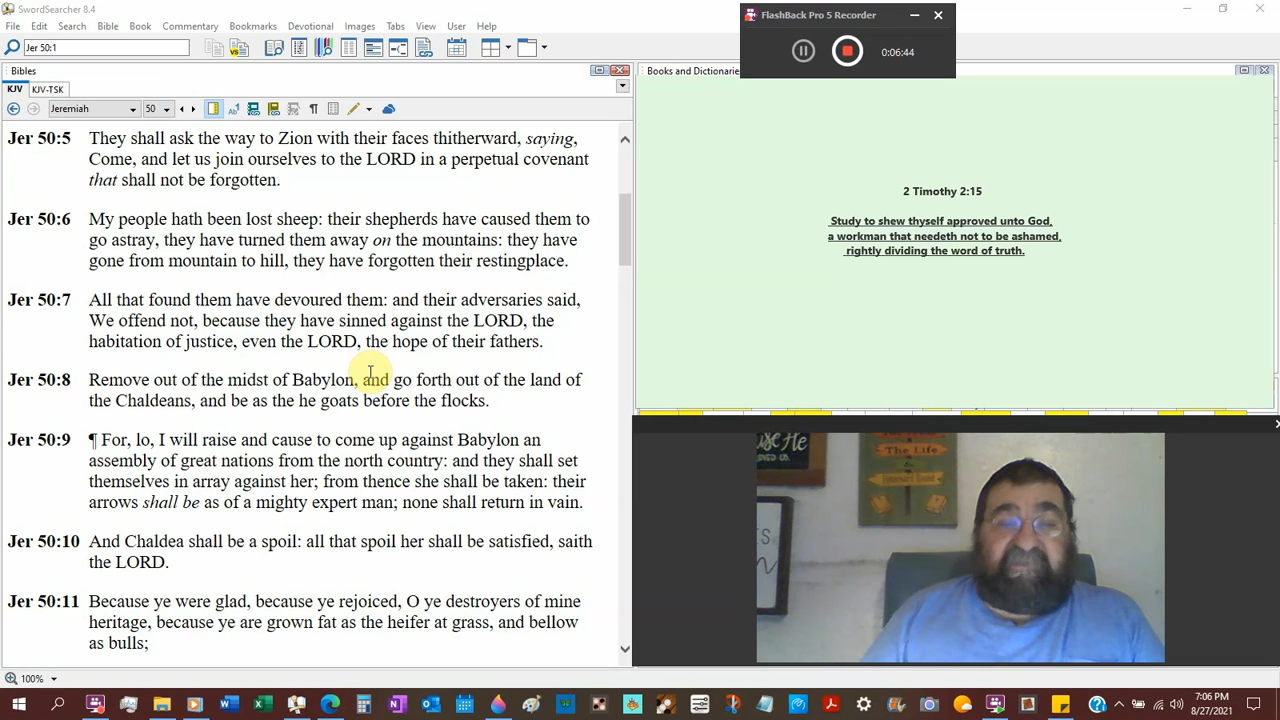 SwordSearcher 8.4
File Edit Search Bible Book Library Bookmarks Devotional Images Tabs User Help
Jer 50:1
Bibles
KJV KJV-TSK
Jeremiah 50
Jer 50:5 They shall ask the way to Zion with their faces thitherward, saying,
Come, and let us join ourselves to the LORD in a perpetual covenant
that shall not be forgotten.
Jer 50:6 My people hath been lost sheep: their shepherds have caused them to
go astray, they have turned them away on the mountains: they have
gone from mountain to hill, they have forgotten their restingplace.
Jer 50:7 All that found them have devoured them: and their adversaries said,
We offend not, because they have sinned against the LORD, the
habitation of justice, even the LORD, the hope of their fathers.
Jer 50:8 Remove out of the midst of Babylon, and go forth out of the land of
the Chaldeans, and be as the he goats before the flocks.
Jer 50:9 ¶ For, lo, I will raise and cause to come up against Babylon an
assembly of great nations from the north country: and they shall set
themselves in array against her; from thence she shall be taken: their
arrows shall be as of a mighty expert man; none shall return in vain.
Jer 50:10 And Chaldea shall be a spoil: all that spoil her shall be satisfied, saith
the LORD.
Jer 50:11 Because ye were glad, because ye rejoiced, O ye destroyers of mine
heritage, because ye are grown fat as the heifer at grass, and bellow
as bulls;
100%
FlashBack Pro 5 Recorder
0:06:44
Books and Dictionaries
2 Timothy 2:15
Study to shew thyself approved unto God,
a workman that needeth not to be ashamed,
rightly dividing the word of truth.
The Life
7:06 PM
8/27/2021